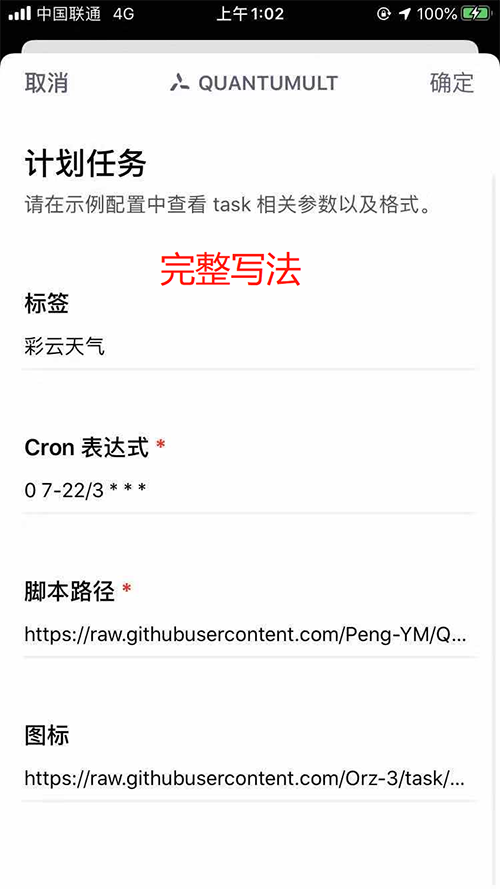 中国联通 4G 上午1:02 100%
取消 QUANTUMULT 确定
计划任务
请在示例配置中查看 task 相关参数以及格式。
完整写法
标签
彩云天气
Cron 表达式 *
0 7-22/3 * * *
脚本路径 *
https://raw.githubusercontent.com/Peng-YM/Q...
图标
https://raw.githubusercontent.com/Orz-3/task/...